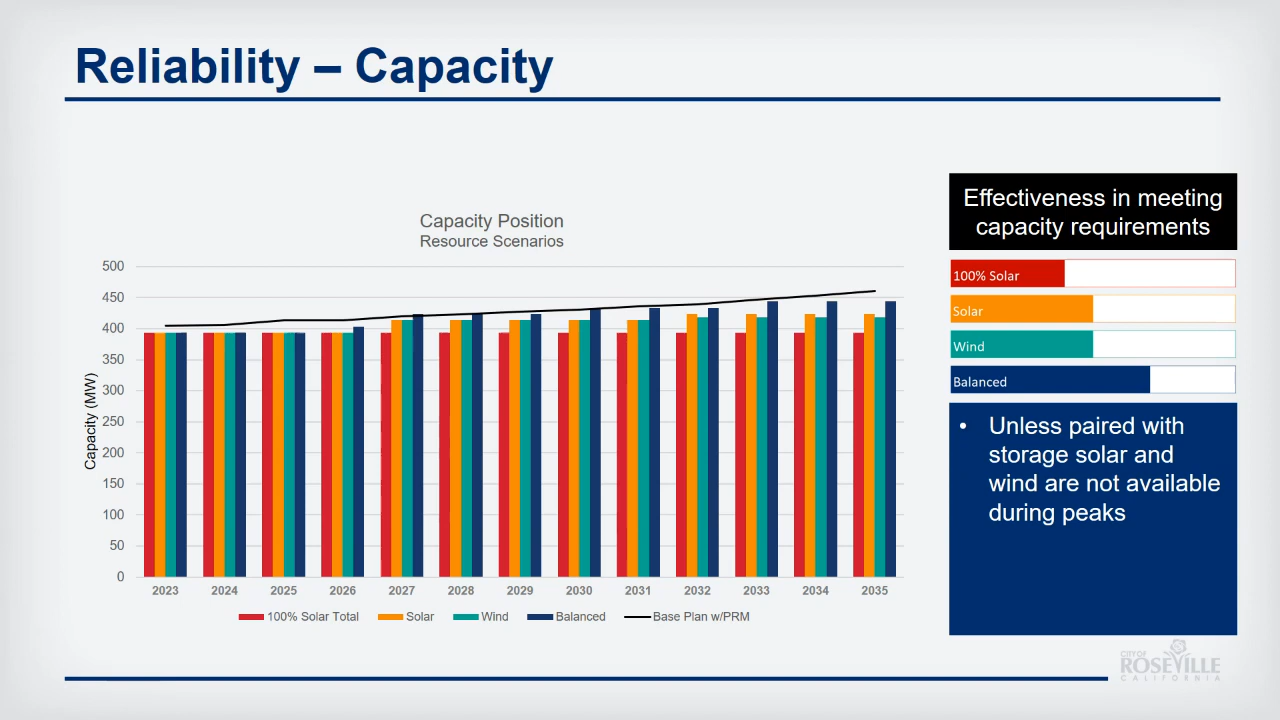 Reliability – Capacity
Capacity Position
Resource Scenarios
Capacity (MW)
500
450
400
350
300
250
200
150
100
50
0
2023 2024 2025 2026 2027 2028 2029 2030 2031 2032 2033 2034 2035
100% Solar Total Solar Wind Balanced Base Plan w/PRM
Effectiveness in meeting
capacity requirements
100% Solar
Solar
Wind
Balanced
• Unless paired with
storage solar and
wind are not available
during peaks
CITY OF
ROSEVILLE
CALIFORNIA